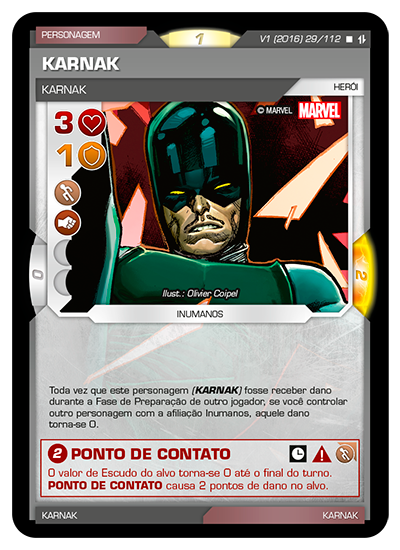 PERSONAGEM
1
V1 (2016) 29/112
KARNAK
KARNAK
HERÓI
3
© MARVEL MARVEL
1
0
2
Ilust.: Olivier Coipel
INUMANOS
Toda vez que este personagem (KARNAK) fosse receber dano
durante a Fase de Preparação de outro jogador, se você controlar
outro personagem com a afiliação Inumanos, aquele dano
torna-se 0.
2 PONTO DE CONTATO
O valor de Escudo do alvo torna-se 0 até o final do turno.
PONTO DE CONTATO causa 2 pontos de dano no alvo.
KARNAK
KARNAK